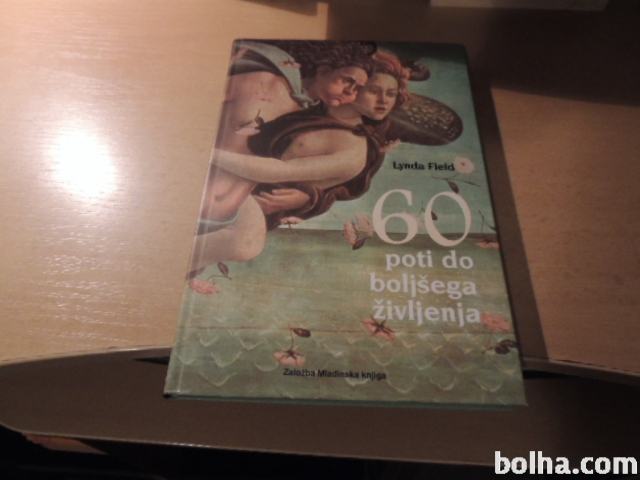 Lynda Field
60
poti do
boljšega
življenja
Založba Mladinska knjiga
bolha.com